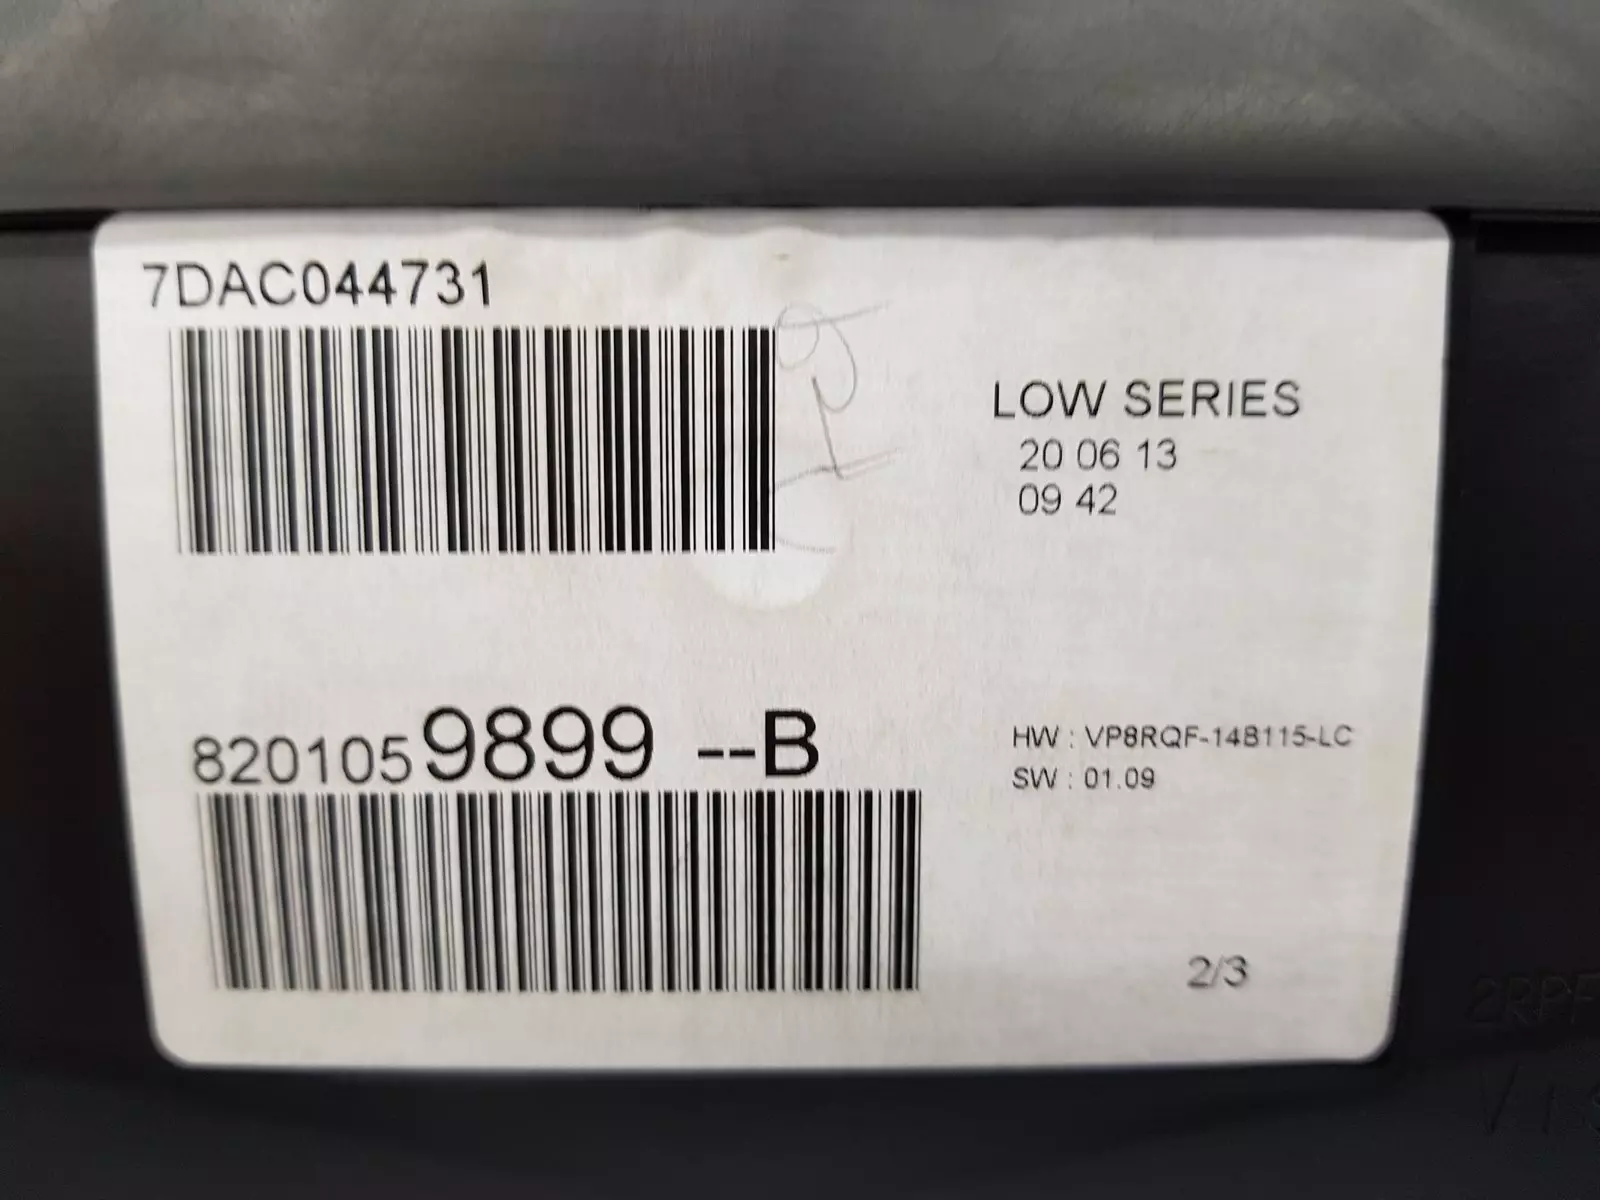 7DAC044731
LOW SERIES
20 06 13
09 42
8201059899 --B
HW : VP8RQF-14B115-LC
SW : 01.09
2/3